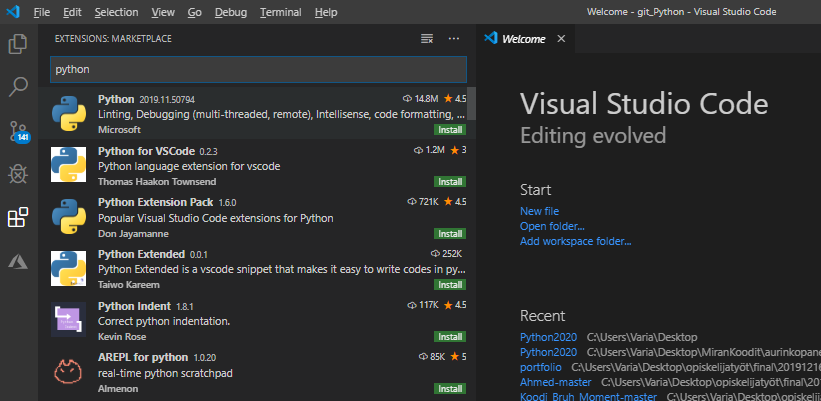 File Edit Selection View Go Debug Terminal Help
Welcome - git_Python - Visual Studio Code
EXTENSIONS: MARKETPLACE
python
141
Python 2019.11.50794 14.8M ★ 4.5
Linting, Debugging (multi-threaded, remote), Intellisense, code formatting, ...
Microsoft Install
Python for VSCode 0.2.3 1.2M ★ 3
Python language extension for vscode
Thomas Haakon Townsend Install
Python Extension Pack 1.6.0 721K ★ 4.5
Popular Visual Studio Code extensions for Python
Don Jayamanne Install
Python Extended 0.0.1 252K
Python Extended is a vscode snippet that makes it easy to write codes in py...
Taiwo Kareem Install
Python Indent 1.8.1 117K ★ 4.5
Correct python indentation.
Kevin Rose Install
AREPL for python 1.0.20 85K ★ 5
real-time python scratchpad
Almenon Install
Welcome
Visual Studio Code
Editing evolved
Start
New file
Open folder...
Add workspace folder...
Recent
Python2020 C:\Users\Varia\Desktop
Python2020 C:\Users\Varia\Desktop\MiranKoodit\aurinkopane
portfolio C:\Users\Varia\Desktop\opiskelijatyöt\final\20191216
Ahmed-master C:\Users\Varia\Desktop\opiskelijatyöt\final\2
Koodi_Bruh_Moment-master C:\Users\Varia\Desktop\opiskel